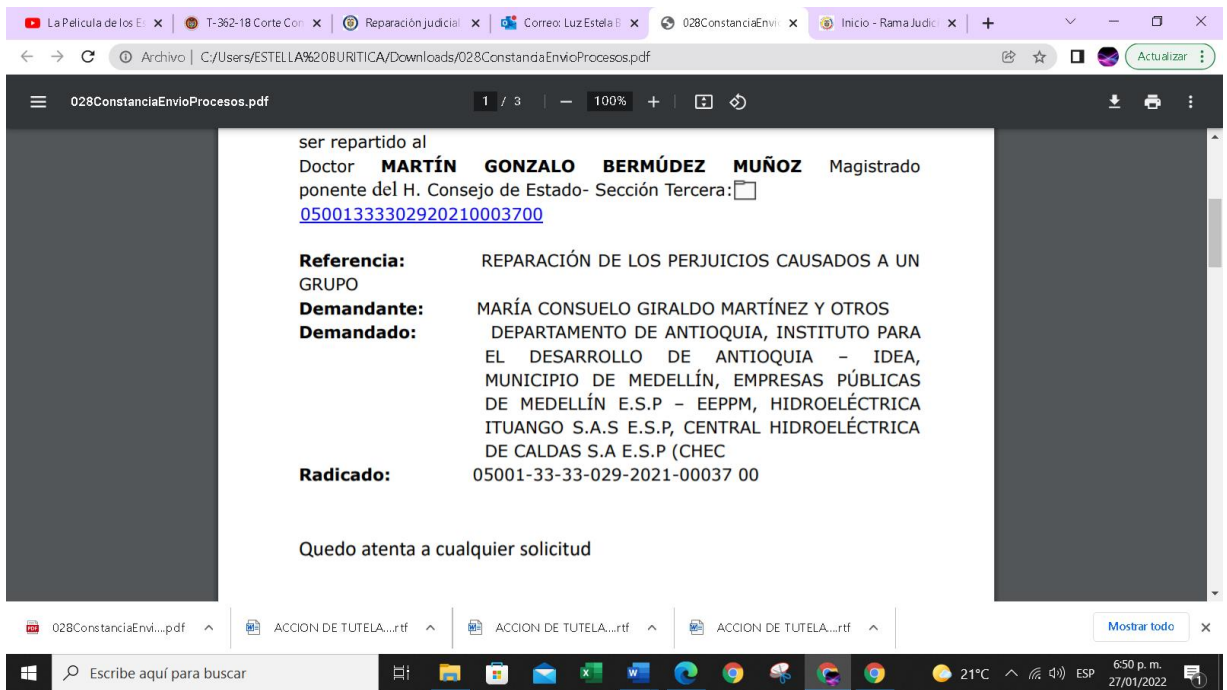 La Pelicula de los Es
T-362-18 Corte Con
Reparación judicial
Correo: Luz Estela B
028ConstanciaEnvio
Inicio - Rama Judic
Archivo | C:/Users/ESTELLA%20BURITICA/Downloads/028ConstanciaEnvioProcesos.pdf
Actualizar
028ConstanciaEnvioProcesos.pdf
1 / 3
100%
ser repartido al
Doctor MARTÍN GONZALO BERMÚDEZ MUÑOZ Magistrado
ponente del H. Consejo de Estado- Sección Tercera:
05001333302920210003700
Referencia: REPARACIÓN DE LOS PERJUICIOS CAUSADOS A UN
GRUPO
Demandante: MARÍA CONSUELO GIRALDO MARTÍNEZ Y OTROS
Demandado: DEPARTAMENTO DE ANTIOQUIA, INSTITUTO PARA
EL DESARROLLO DE ANTIOQUIA – IDEA,
MUNICIPIO DE MEDELLÍN, EMPRESAS PÚBLICAS
DE MEDELLÍN E.S.P – EEPPM, HIDROELÉCTRICA
ITUANGO S.A.S E.S.P, CENTRAL HIDROELÉCTRICA
DE CALDAS S.A E.S.P (CHEC
Radicado: 05001-33-33-029-2021-00037 00
Quedo atenta a cualquier solicitud
028ConstanciaEnvi....pdf
ACCION DE TUTELA....rtf
ACCION DE TUTELA....rtf
ACCION DE TUTELA....rtf
Mostrar todo
Escribe aquí para buscar
21°C
ESP
6:50 p. m.
27/01/2022